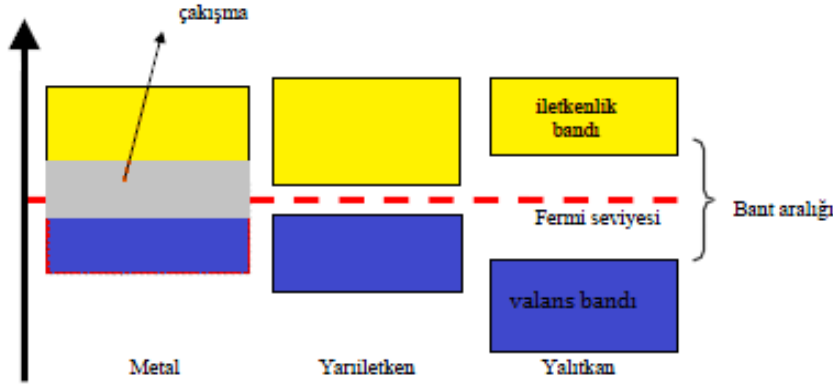 çakışma
iletkenlik
bandı
Fermi seviyesi
Bant aralığı
valans bandı
Metal
Yarıiletken
Yalıtkan